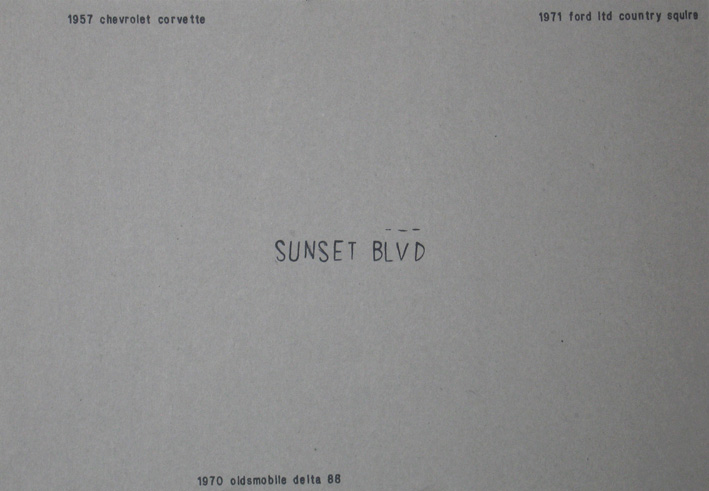 1957 chevrolet corvette
1971 ford ltd country squire
SUNSET BLVD
1970 oldsmobile delta 88